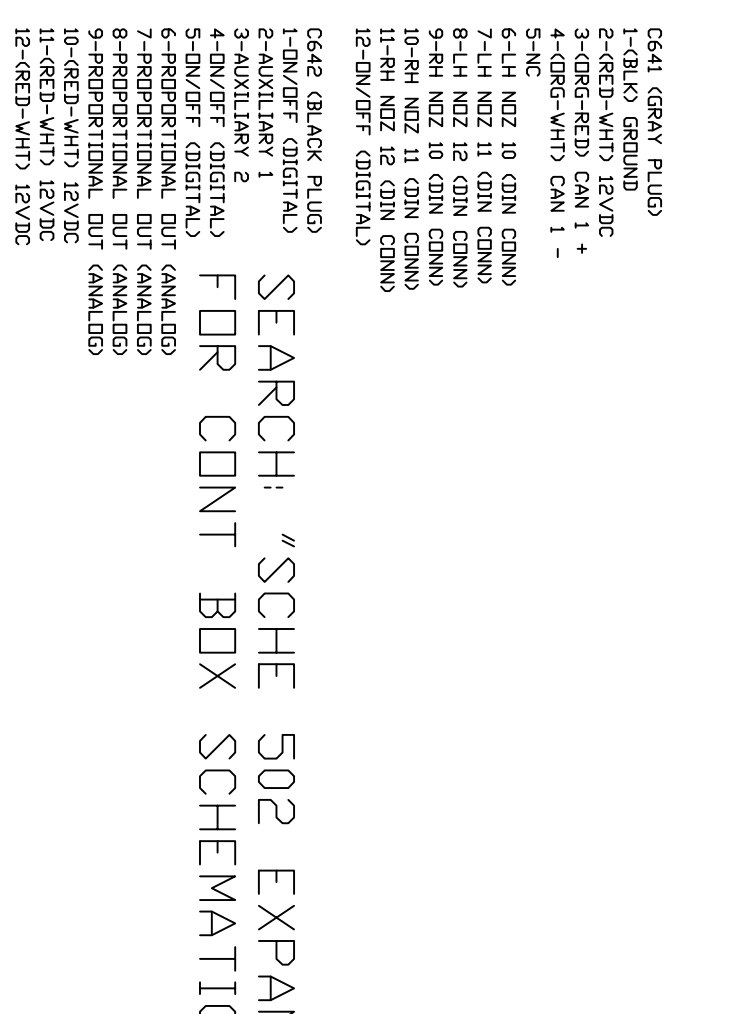 C641 (GRAY PLUG)
1-(BLK) GROUND
2-(RED-WHT) 12VDC
3-(ORG-RED) CAN 1 +
4-(ORG-WHT) CAN 1 -
5-NC
6-LH NOZ 10 (DIN CONN)
7-LH NOZ 11 (DIN CONN)
8-LH NOZ 12 (DIN CONN)
9-RH NOZ 10 (DIN CONN)
10-RH NOZ 11 (DIN CONN)
11-RH NOZ 12 (DIN CONN)
12-ON/OFF (DIGITAL)
C642 (BLACK PLUG)
1-ON/OFF (DIGITAL)
2-AUXILIARY 1
3-AUXILIARY 2
4-ON/OFF (DIGITAL)
5-ON/OFF (DIGITAL)
6-PROPORTIONAL OUT (ANALOG)
7-PROPORTIONAL OUT (ANALOG)
8-PROPORTIONAL OUT (ANALOG)
9-PROPORTIONAL OUT (ANALOG)
10-(RED-WHT) 12VDC
11-(RED-WHT) 12VDC
12-(RED-WHT) 12VDC
SEARCH: "SCHE 502 EXPA
FOR CONT BOX SCHEMATI